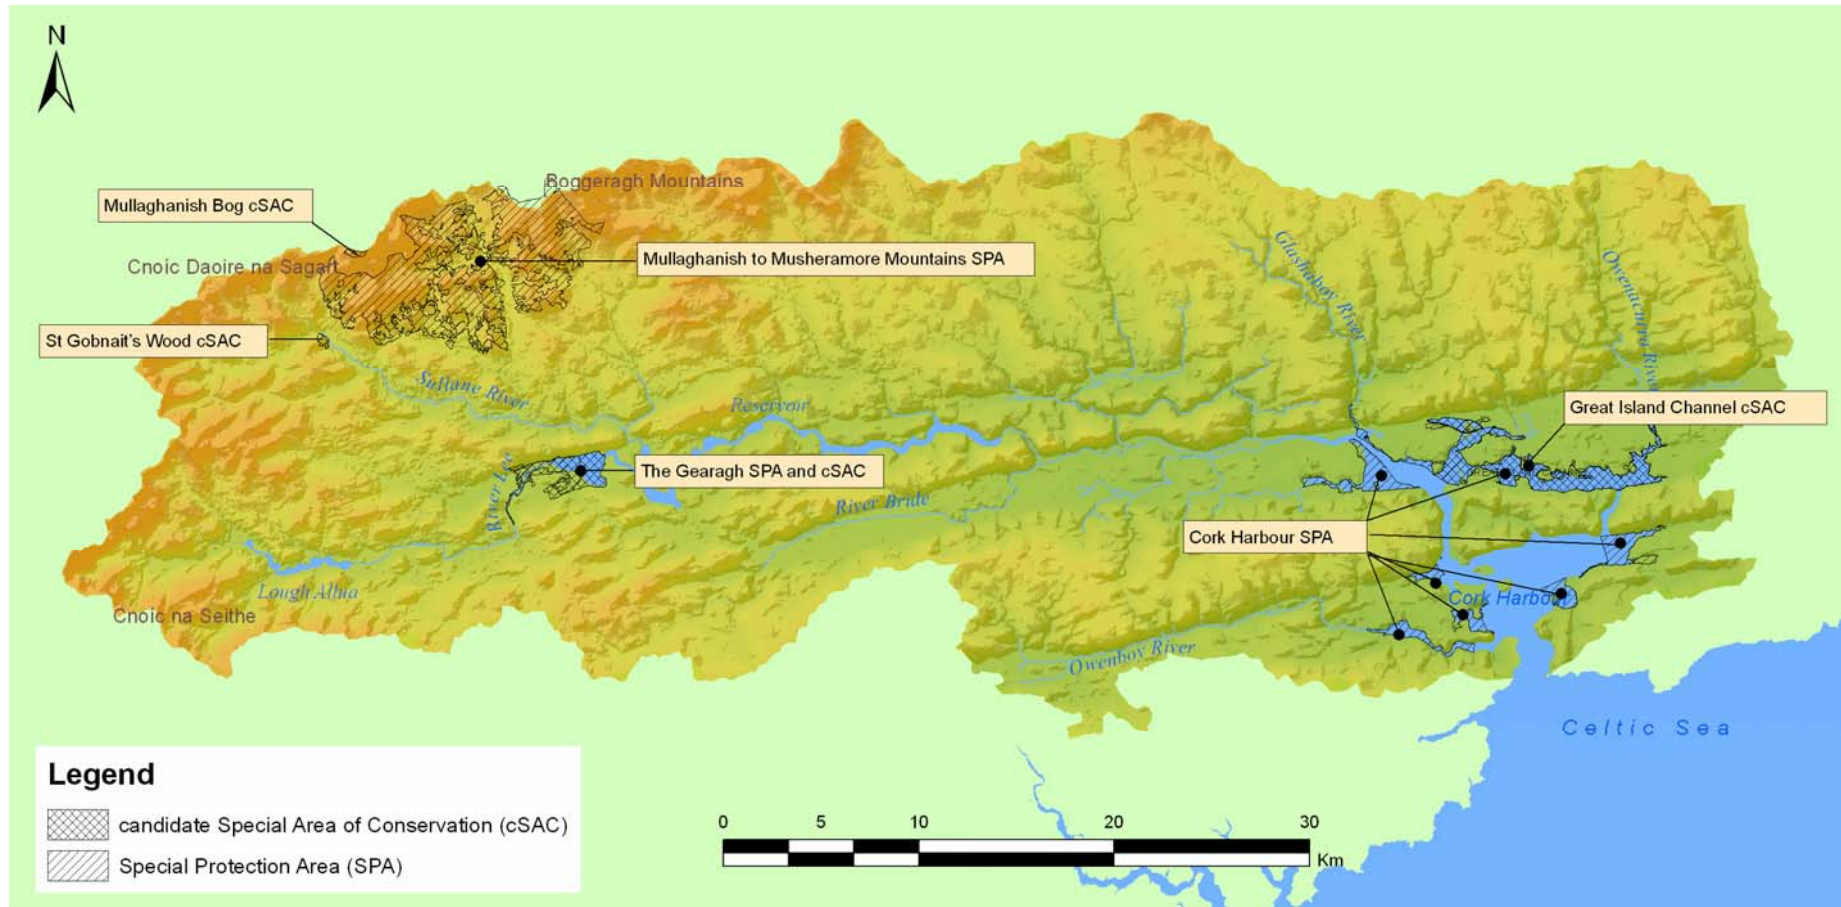 N
Boggeragh Mountains
Mullaghanish Bog cSAC
Cnoíc Daoire na Sagart
Mullaghanish to Musheramore Mountains SPA
Glashaboy River
Owenacurra River
St Gobnait's Wood cSAC
Sullane River
Reservoir
Great Island Channel cSAC
The Gearagh SPA and cSAC
River Lee
River Bride
Cork Harbour SPA
Lough Allua
Cnoíc na Seithe
Cork Harbour
Owenboy River
Celtic Sea
Legend
candidate Special Area of Conservation (cSAC)
Special Protection Area (SPA)
0 5 10 20 30
Km